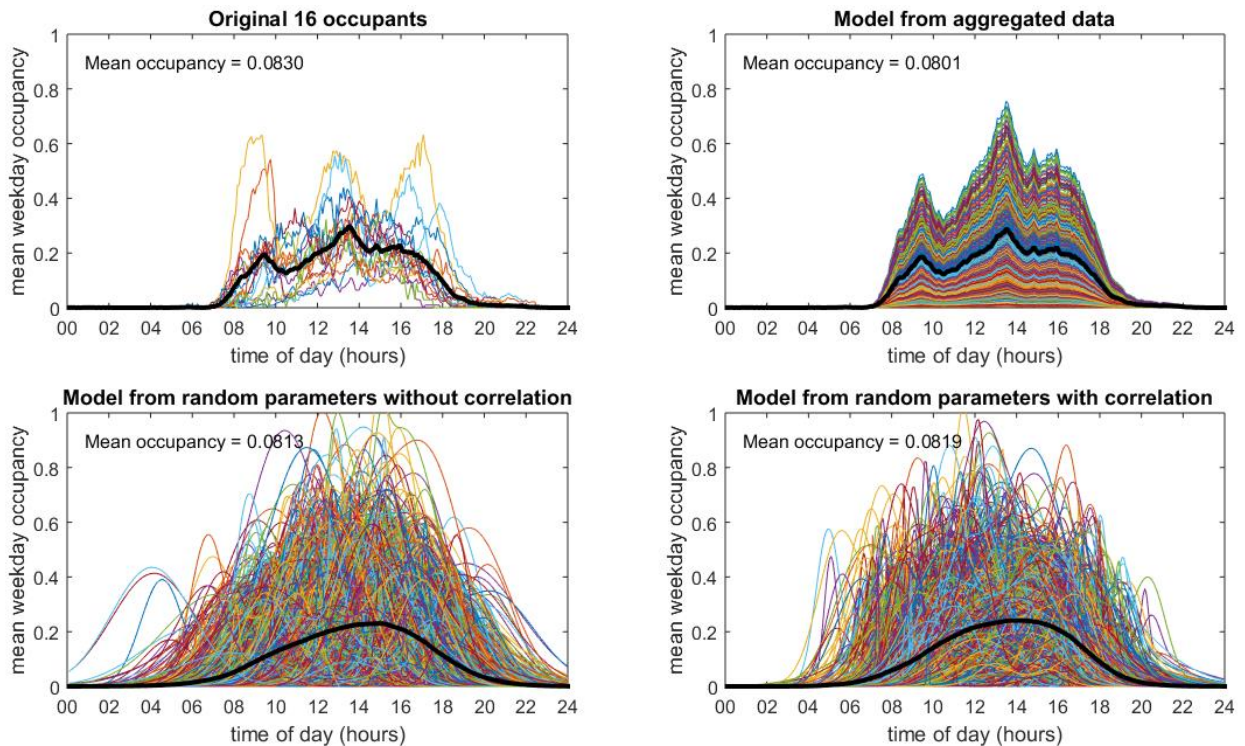 Original 16 occupants
Mean occupancy = 0.0830
mean weekday occupancy
1
0.8
0.6
0.4
0.2
0
00 02 04 06 08 10 12 14 16 18 20 22 24
time of day (hours)
Model from aggregated data
Mean occupancy = 0.0801
mean weekday occupancy
1
0.8
0.6
0.4
0.2
0
00 02 04 06 08 10 12 14 16 18 20 22 24
time of day (hours)
Model from random parameters without correlation
Mean occupancy = 0.0813
mean weekday occupancy
1
0.8
0.6
0.4
0.2
0
00 02 04 06 08 10 12 14 16 18 20 22 24
time of day (hours)
Model from random parameters with correlation
Mean occupancy = 0.0819
mean weekday occupancy
1
0.8
0.6
0.4
0.2
0
00 02 04 06 08 10 12 14 16 18 20 22 24
time of day (hours)